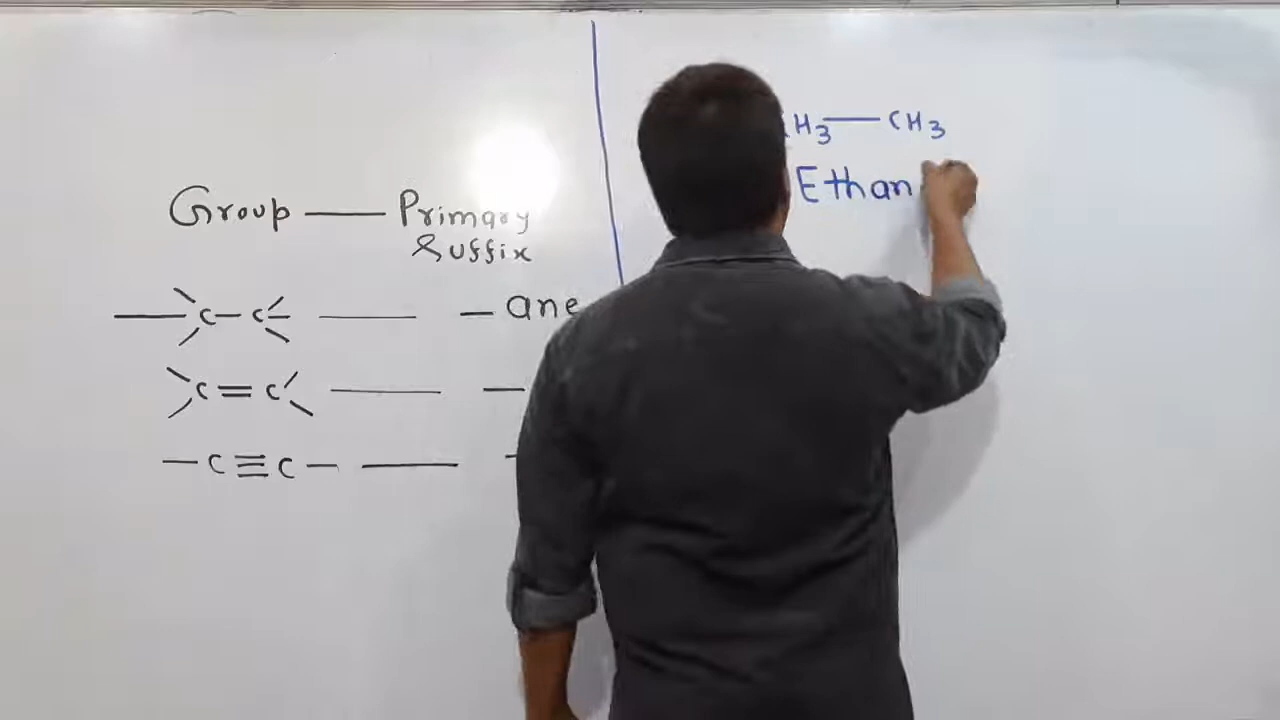 Group — Primary
Suffix
C–C — – ane
C=C — –
–C≡C– — –
H3 — CH3
Ethan